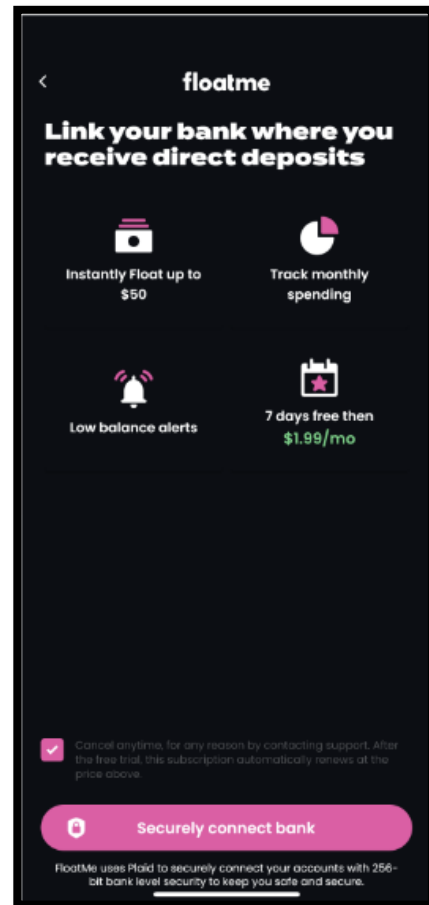 floatme
Link your bank where you
receive direct deposits
Instantly Float up to
$50
Track monthly
spending
Low balance alerts
7 days free then
$1.99/mo
Cancel anytime, for any reason by contacting support. After
the free trial, this subscription automatically renews at the
price above.
Securely connect bank
FloatMe uses Plaid to securely connect your accounts with 256-
bit bank level security to keep you safe and secure.